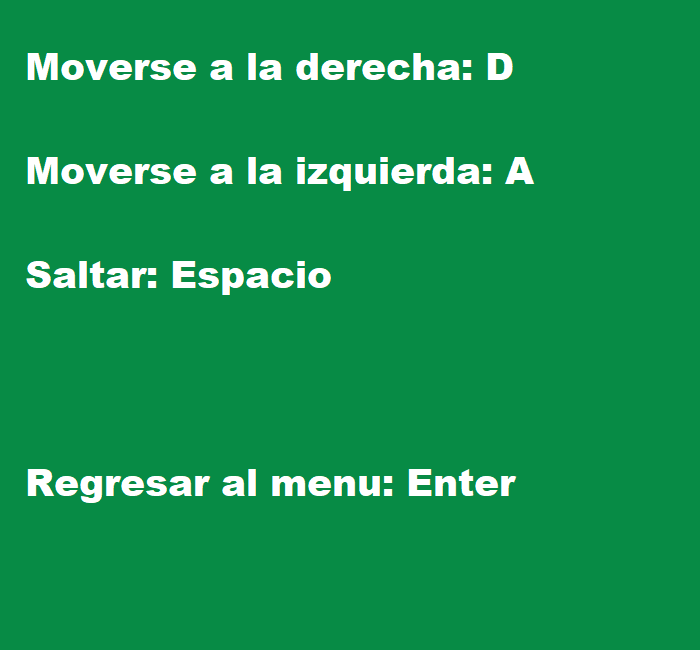 Moverse a la derecha: D
Moverse a la izquierda: A
Saltar: Espacio
Regresar al menu: Enter